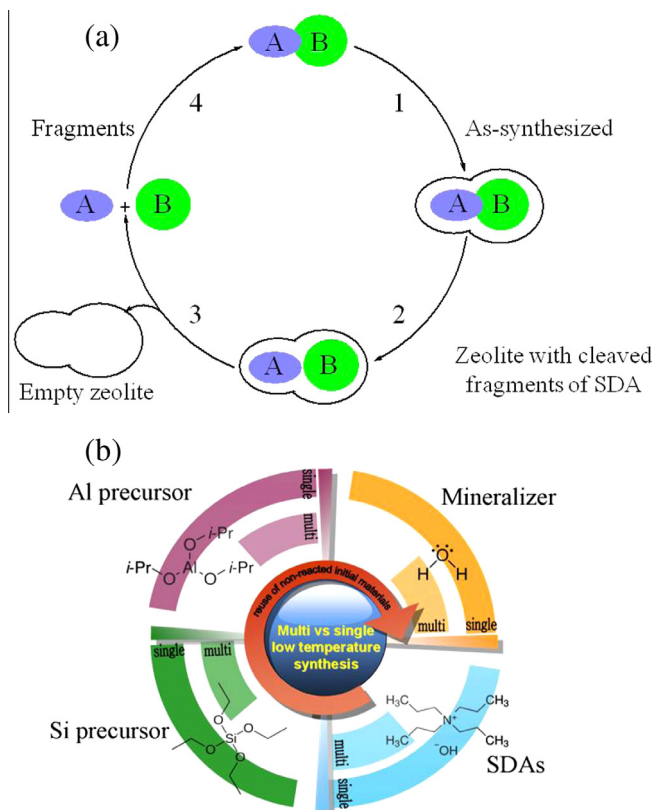 (a)
A B
4
1
Fragments
As-synthesized
A + B
A B
3
2
A B
Empty zeolite
Zeolite with cleaved
fragments of SDA
(b)
Al precursor
single
multi
Mineralizer
i-Pr
O
i-Pr
O
Al
O
i-Pr
H
O
H
multi
single
reuse of non-reacted initial materials
Multi vs single
low temperature
synthesis
single
multi
Si precursor
O
O
Si
O
O
H₃C
CH₃
N⁺
CH₃
H₃C
⁻OH
multi
single
SDAs